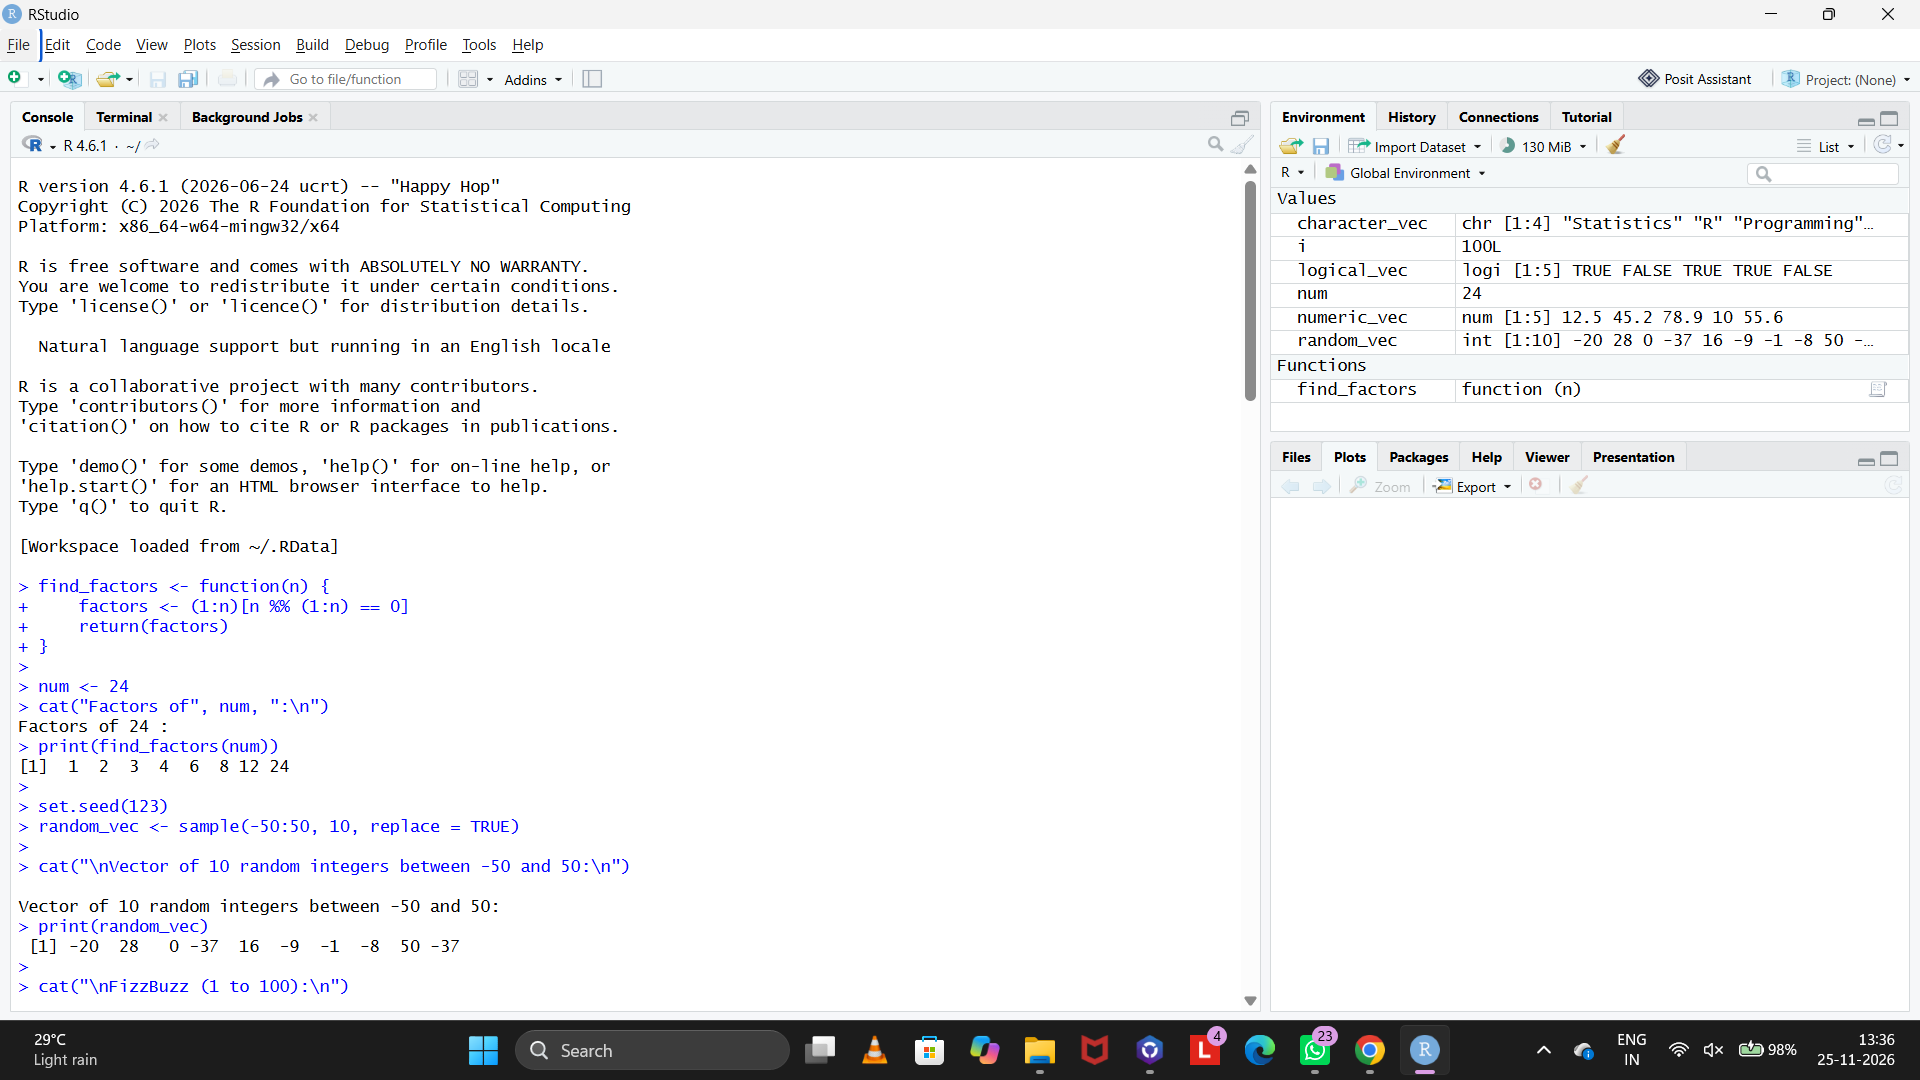 RStudio
File Edit Code View Plots Session Build Debug Profile Tools Help
Go to file/function Addins Posit Assistant Project: (None)
Console Terminal Background Jobs
R 4.6.1 · ~/
R version 4.6.1 (2026-06-24 ucrt) -- "Happy Hop"
Copyright (C) 2026 The R Foundation for Statistical Computing
Platform: x86_64-w64-mingw32/x64
R is free software and comes with ABSOLUTELY NO WARRANTY.
You are welcome to redistribute it under certain conditions.
Type 'license()' or 'licence()' for distribution details.
Natural language support but running in an English locale
R is a collaborative project with many contributors.
Type 'contributors()' for more information and
'citation()' on how to cite R or R packages in publications.
Type 'demo()' for some demos, 'help()' for on-line help, or
'help.start()' for an HTML browser interface to help.
Type 'q()' to quit R.
[Workspace loaded from ~/.RData]
> find_factors <- function(n) {
+     factors <- (1:n)[n %% (1:n) == 0]
+     return(factors)
+ }
>
> num <- 24
> cat("Factors of", num, ":\n")
Factors of 24 :
> print(find_factors(num))
[1]  1  2  3  4  6  8 12 24
>
> set.seed(123)
> random_vec <- sample(-50:50, 10, replace = TRUE)
>
> cat("\nVector of 10 random integers between -50 and 50:\n")
Vector of 10 random integers between -50 and 50:
> print(random_vec)
[1] -20  28   0 -37  16  -9  -1  -8  50 -37
>
> cat("\nFizzBuzz (1 to 100):\n")
Environment History Connections Tutorial
Import Dataset 130 MiB List
R Global Environment
Values
character_vec chr [1:4] "Statistics" "R" "Programming"…
i 100L
logical_vec logi [1:5] TRUE FALSE TRUE TRUE FALSE
num 24
numeric_vec num [1:5] 12.5 45.2 78.9 10 55.6
random_vec int [1:10] -20 28 0 -37 16 -9 -1 -8 50 -…
Functions
find_factors function (n)
Files Plots Packages Help Viewer Presentation
Zoom Export
29°C
Light rain
Search
4
23
ENG
IN
98%
13:36
25-11-2026